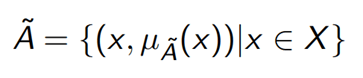 Ã = {(x, μ_Ã(x))|x ∈ X}